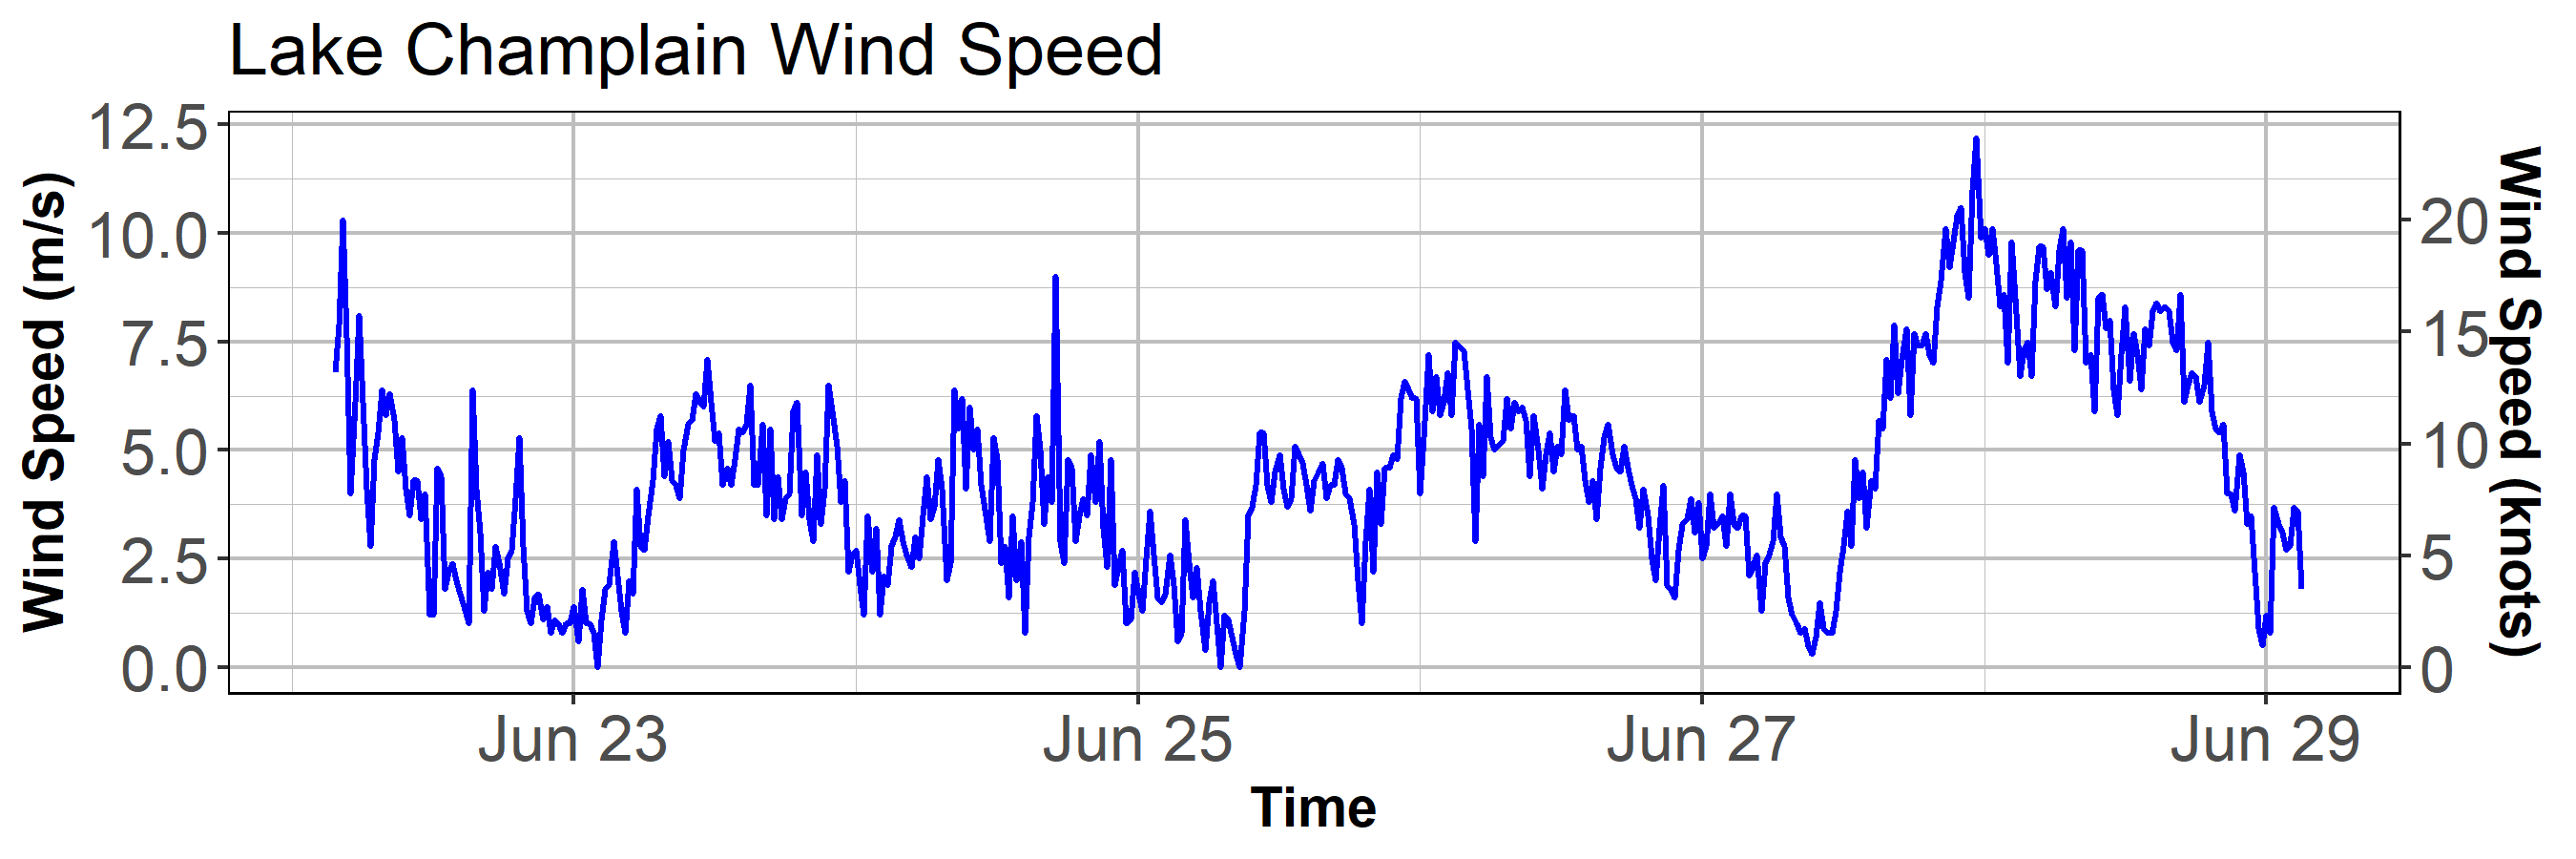 Lake Champlain Wind Speed
Wind Speed (m/s)
12.5
10.0
7.5
5.0
2.5
0.0
20
15
10
5
0
Wind Speed (knots)
Jun 23 Jun 25 Jun 27 Jun 29
Time